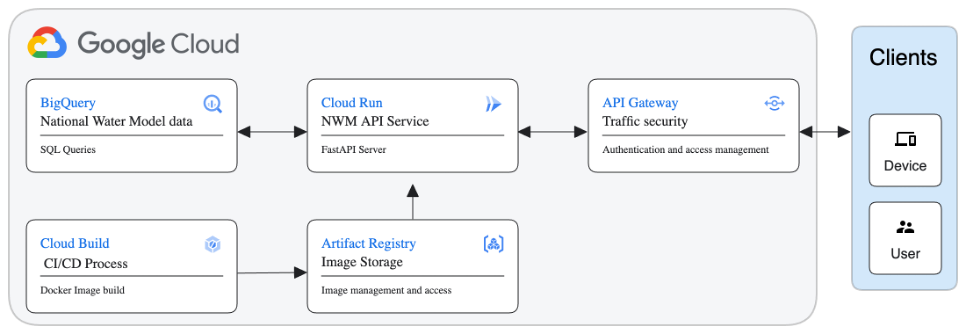 Google Cloud
Clients
BigQuery
National Water Model data
SQL Queries
Cloud Run
NWM API Service
FastAPI Server
API Gateway
Traffic security
Authentication and access management
Device
User
Cloud Build
CI/CD Process
Docker Image build
Artifact Registry
Image Storage
Image management and access